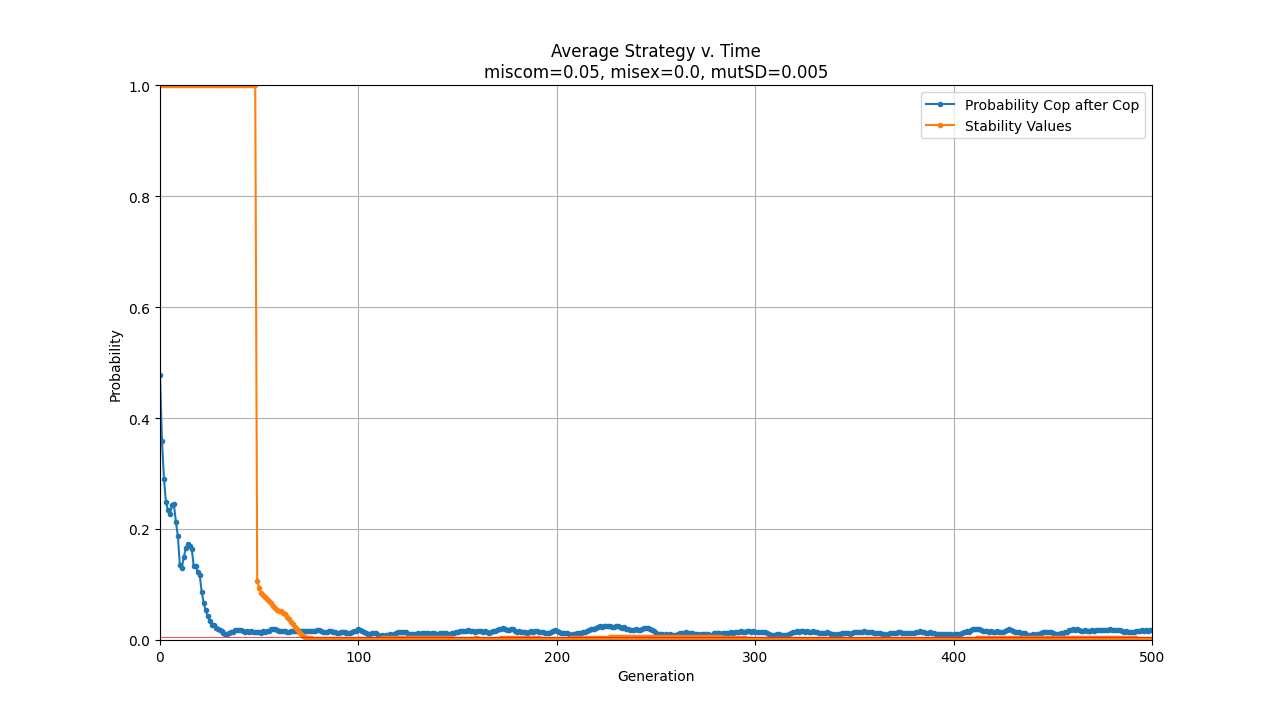 Average Strategy v. Time
miscom=0.05, misex=0.0, mutSD=0.005
Probability Cop after Cop
Stability Values
Probability
1.0
0.8
0.6
0.4
0.2
0.0
0 100 200 300 400 500
Generation